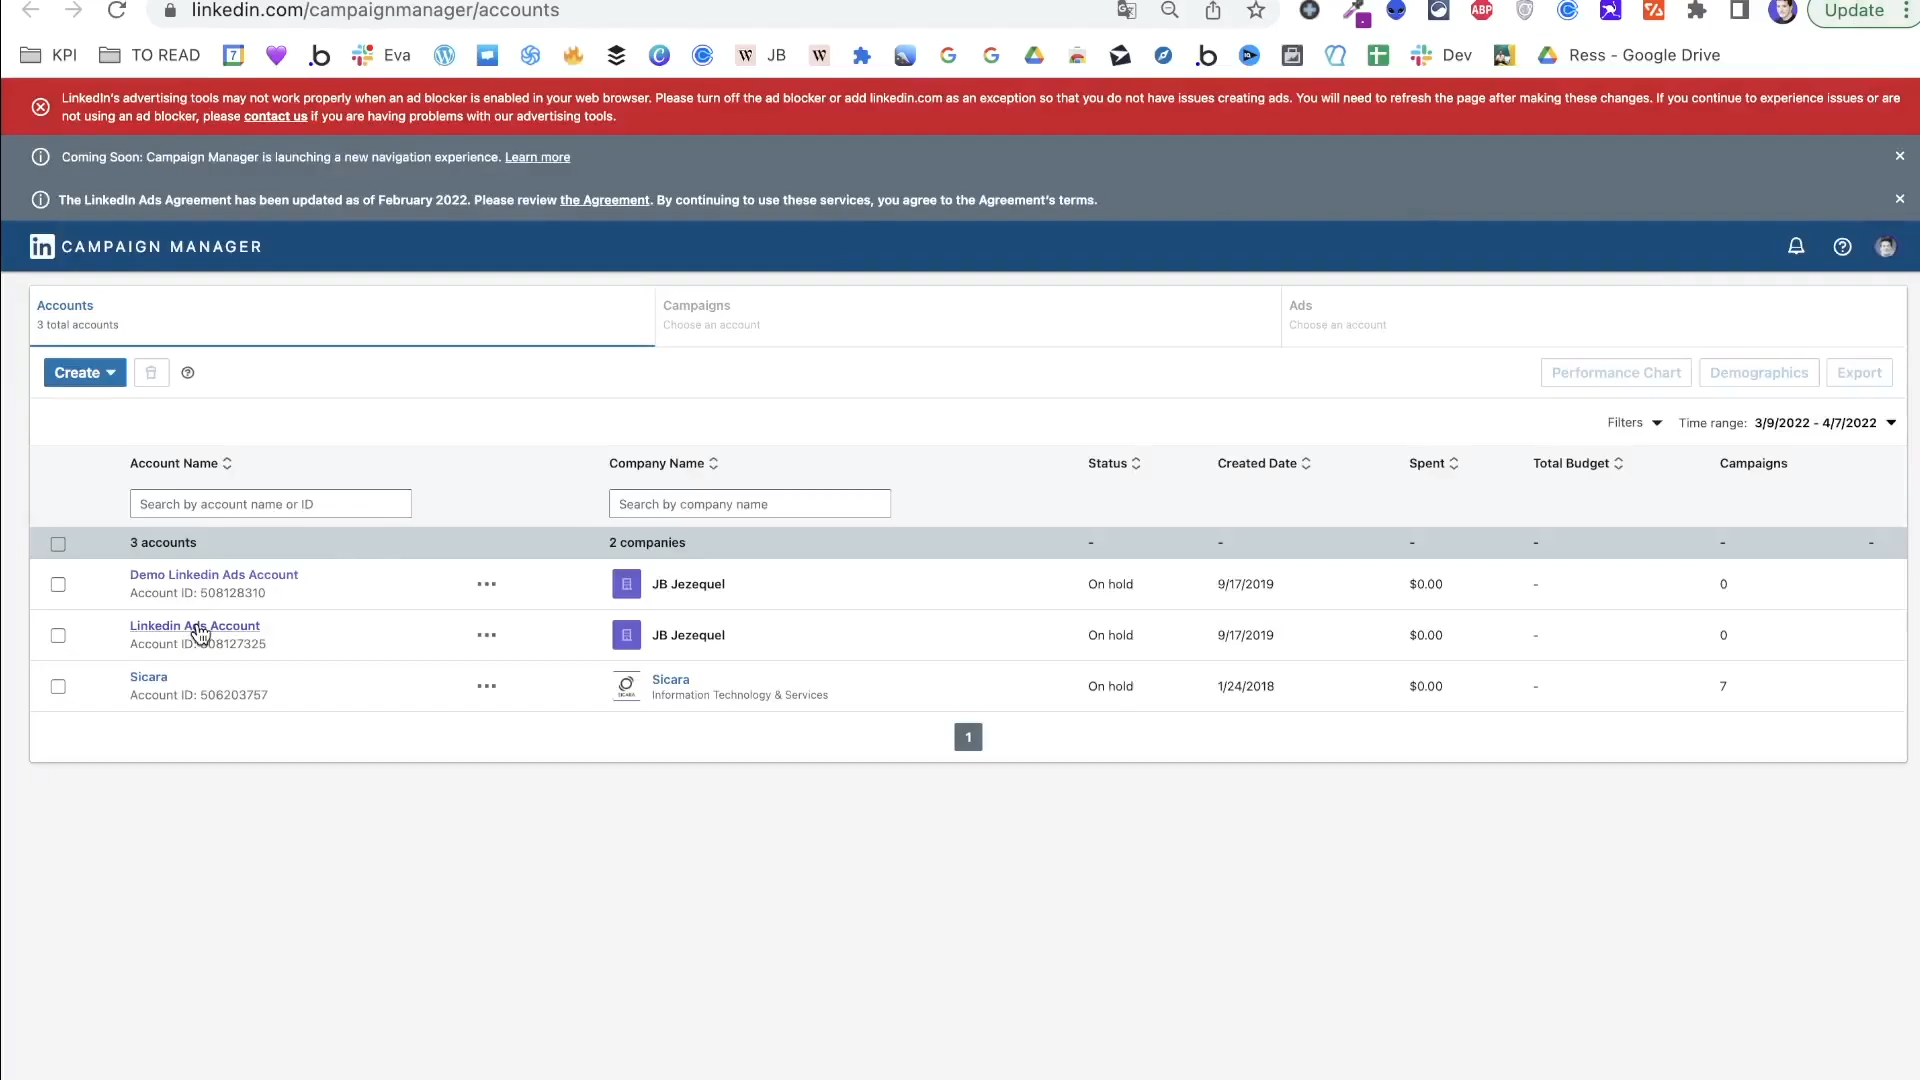 linkedin.com/campaignmanager/accounts
ABP
Update
KPI
TO READ
7
Eva
W JB
W
Dev
Ress - Google Drive
LinkedIn's advertising tools may not work properly when an ad blocker is enabled in your web browser. Please turn off the ad blocker or add linkedin.com as an exception so that you do not have issues creating ads. You will need to refresh the page after making these changes. If you continue to experience issues or are
not using an ad blocker, please contact us if you are having problems with our advertising tools.
Coming Soon: Campaign Manager is launching a new navigation experience. Learn more
The LinkedIn Ads Agreement has been updated as of February 2022. Please review the Agreement. By continuing to use these services, you agree to the Agreement's terms.
in CAMPAIGN MANAGER
Accounts
3 total accounts
Campaigns
Choose an account
Ads
Choose an account
Create
Performance Chart
Demographics
Export
Filters
Time range: 3/9/2022 - 4/7/2022
Account Name
Company Name
Status
Created Date
Spent
Total Budget
Campaigns
Search by account name or ID
Search by company name
3 accounts
2 companies
- - - - - -
Demo Linkedin Ads Account
Account ID: 508128310
JB Jezequel
On hold
9/17/2019
$0.00
-
0
Linkedin Ads Account
Account ID: 508127325
JB Jezequel
On hold
9/17/2019
$0.00
-
0
Sicara
Account ID: 506203757
SICARA
Sicara
Information Technology & Services
On hold
1/24/2018
$0.00
-
7
1